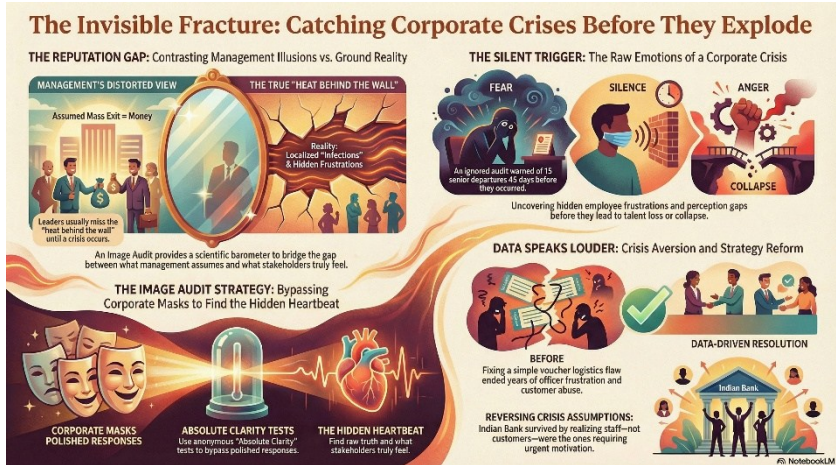 The Invisible Fracture: Catching Corporate Crises Before They Explode
THE REPUTATION GAP: Contrasting Management Illusions vs. Ground Reality
MANAGEMENT'S DISTORTED VIEW
THE TRUE "HEAT BEHIND THE WALL"
Assumed Mass Exit = Money
Reality:
Localized "Infections"
& Hidden Frustrations
Leaders usually miss the
"heat behind the wall"
until a crisis occurs.
An Image Audit provides a scientific barometer to bridge the gap
between what management assumes and what stakeholders truly feel.
THE SILENT TRIGGER: The Raw Emotions of a Corporate Crisis
FEAR
SILENCE
ANGER
An ignored audit warned of 15
senior departures 45 days before
they occurred.
COLLAPSE
Uncovering hidden employee frustrations and perception gaps
before they lead to talent loss or collapse.
THE IMAGE AUDIT STRATEGY: Bypassing
Corporate Masks to Find the Hidden Heartbeat
CORPORATE MASKS
POLISHED RESPONSES
ABSOLUTE CLARITY TESTS
Use anonymous "Absolute Clarity"
tests to bypass polished responses.
THE HIDDEN HEARTBEAT
Find raw truth and what
stakeholders truly feel.
DATA SPEAKS LOUDER: Crisis Aversion and Strategy Reform
BEFORE
Fixing a simple voucher logistics flaw
ended years of officer frustration and
customer abuse.
DATA-DRIVEN RESOLUTION
REVERSING CRISIS ASSUMPTIONS:
Indian Bank survived by realizing staff—not
customers—were the ones requiring
urgent motivation.
Indian Bank
NotebookLM